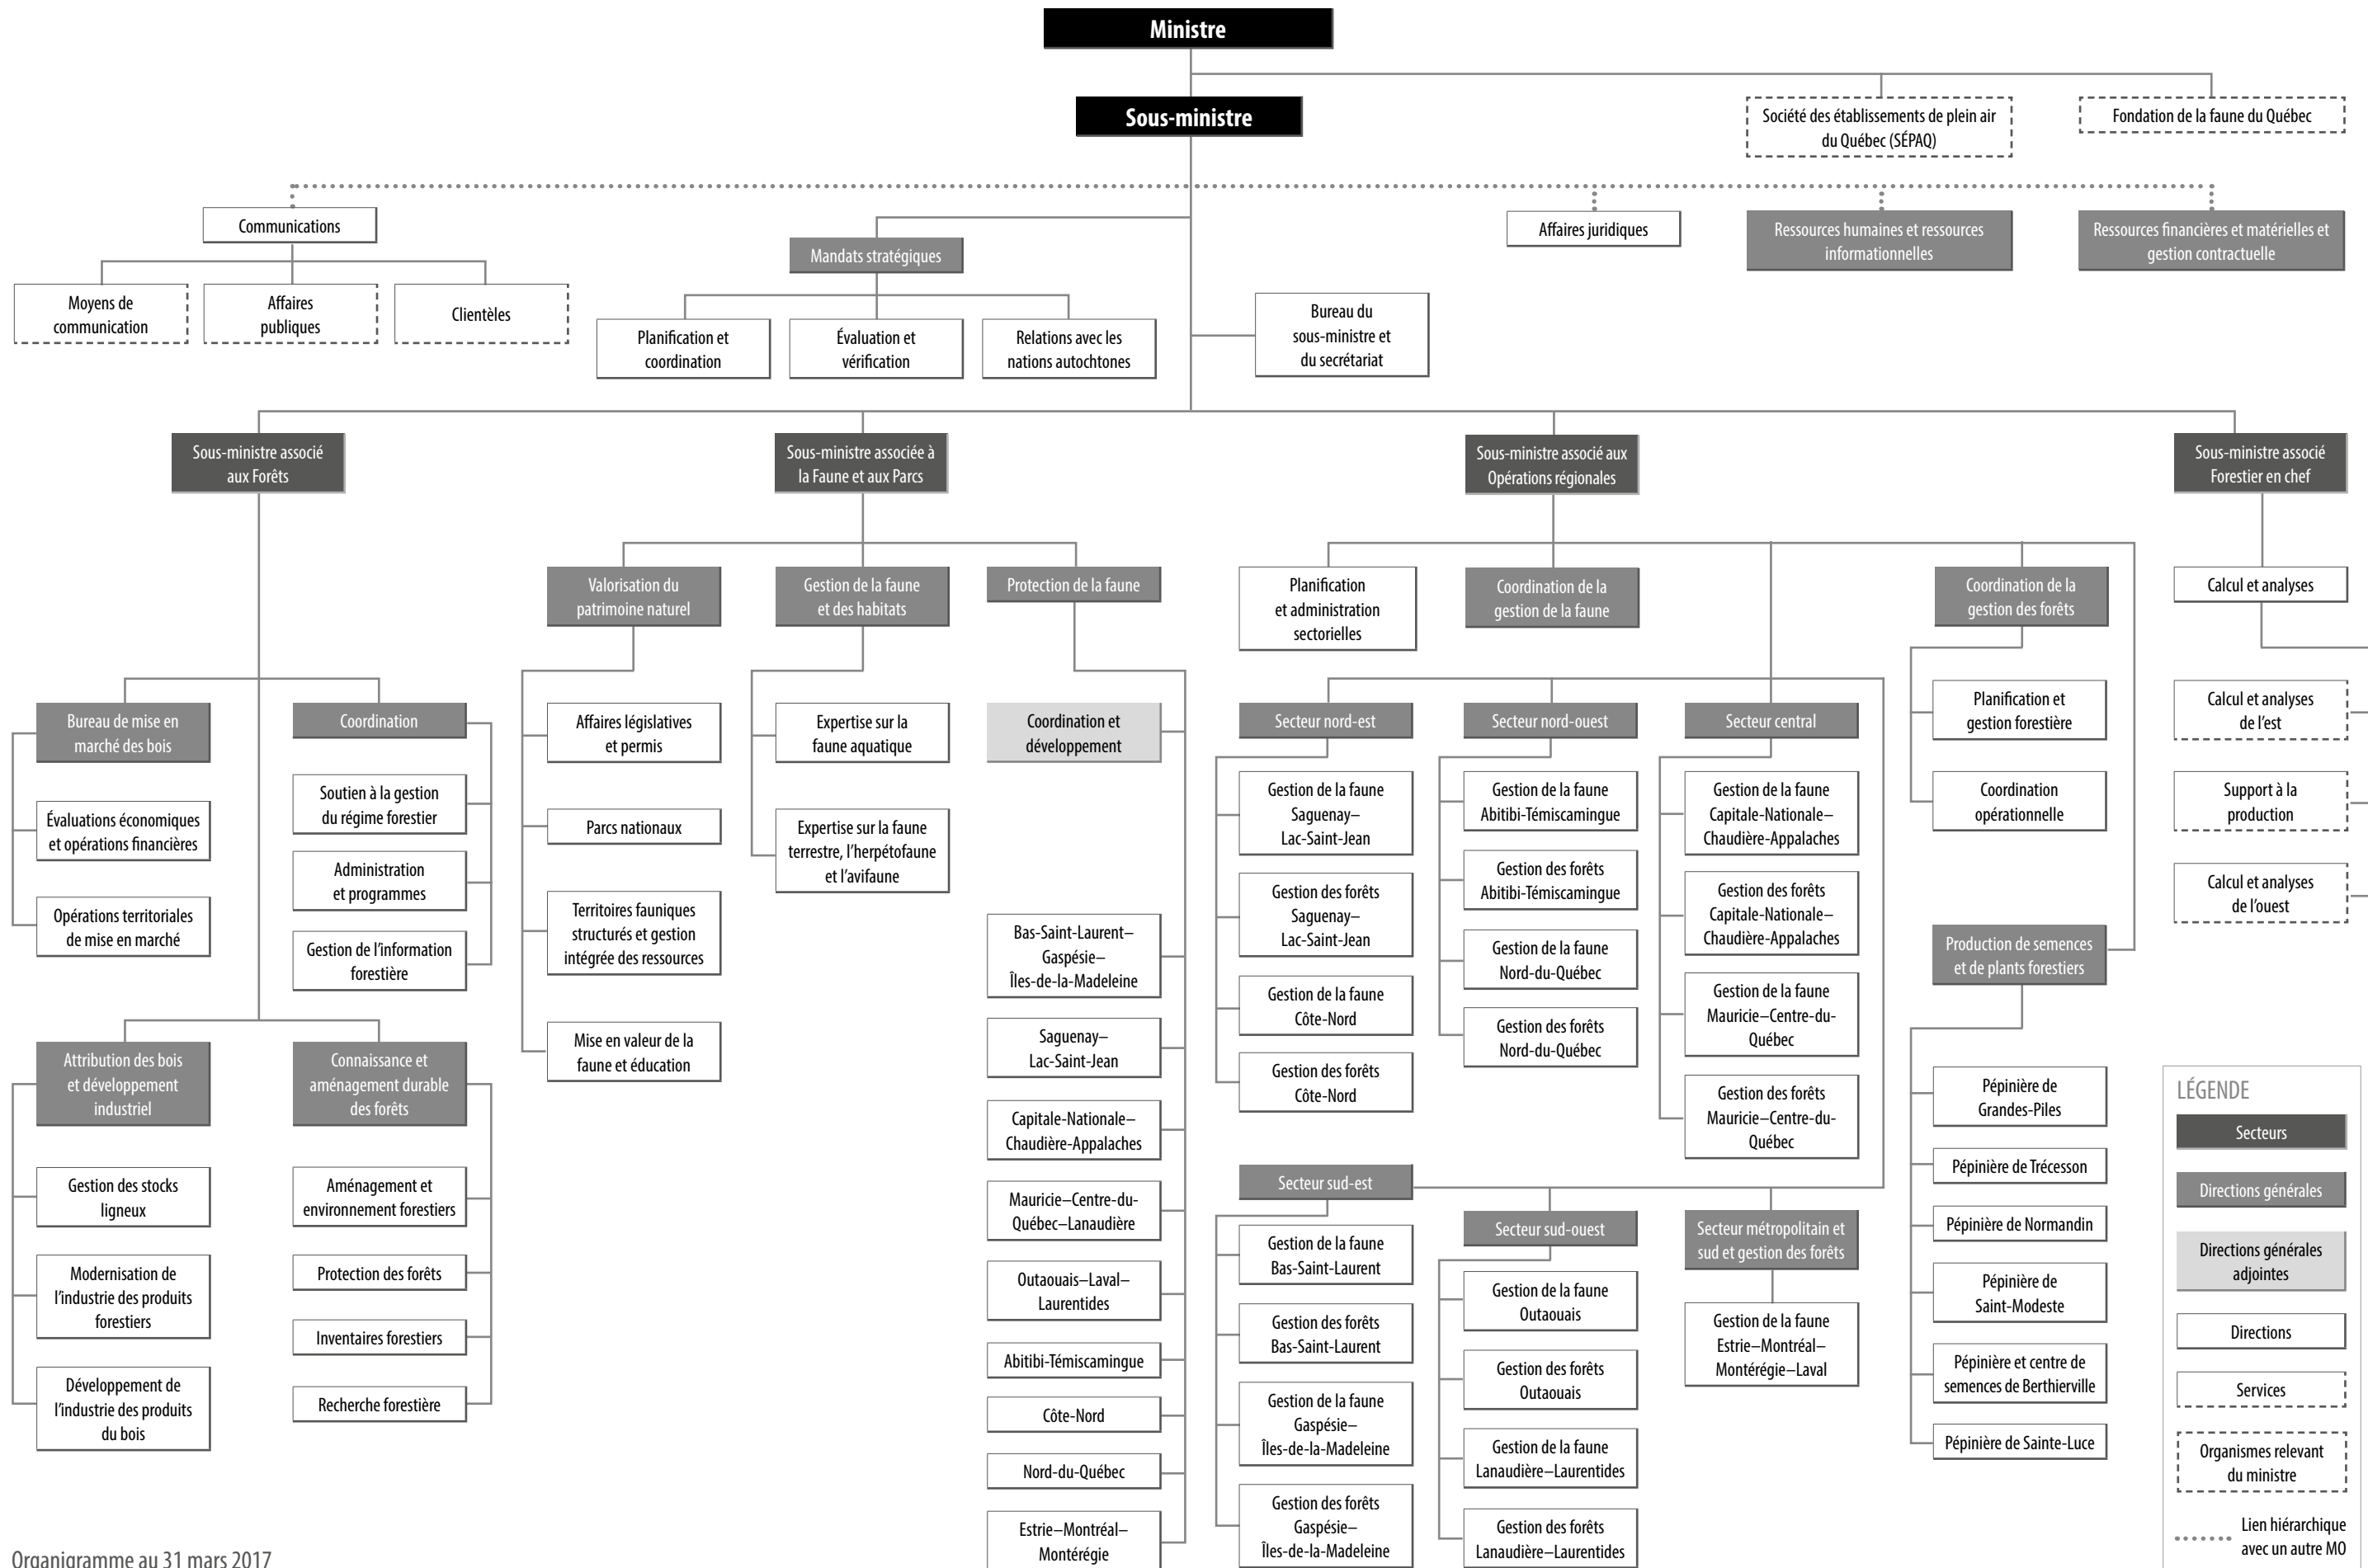 Ministre
Sous-ministre
Société des établissements de plein air
du Québec (SÉPAQ)
Fondation de la faune du Québec
Communications
Moyens de
communication
Affaires
publiques
Clientèles
Mandats stratégiques
Planification et
coordination
Évaluation et
vérification
Relations avec les
nations autochtones
Bureau du
sous-ministre et
du secrétariat
Affaires juridiques
Ressources humaines et ressources
informationnelles
Ressources financières et matérielles et
gestion contractuelle
Sous-ministre associé
aux Forêts
Sous-ministre associée à
la Faune et aux Parcs
Sous-ministre associé aux
Opérations régionales
Sous-ministre associé
Forestier en chef
Bureau de mise en
marché des bois
Évaluations économiques
et opérations financières
Opérations territoriales
de mise en marché
Coordination
Soutien à la gestion
du régime forestier
Administration
et programmes
Gestion de l'information
forestière
Attribution des bois
et développement
industriel
Gestion des stocks
ligneux
Modernisation de
l'industrie des produits
forestiers
Développement de
l'industrie des produits
du bois
Connaissance et
aménagement durable
des forêts
Aménagement et
environnement forestiers
Protection des forêts
Inventaires forestiers
Recherche forestière
Valorisation du
patrimoine naturel
Affaires législatives
et permis
Parcs nationaux
Territoires fauniques
structurés et gestion
intégrée des ressources
Mise en valeur de la
faune et éducation
Gestion de la faune
et des habitats
Expertise sur la
faune aquatique
Expertise sur la faune
terrestre, l'herpétofaune
et l'avifaune
Protection de la faune
Coordination et
développement
Bas-Saint-Laurent–
Gaspésie–
Îles-de-la-Madeleine
Saguenay–
Lac-Saint-Jean
Capitale-Nationale–
Chaudière-Appalaches
Mauricie–Centre-du-
Québec–Lanaudière
Outaouais–Laval–
Laurentides
Abitibi-Témiscamingue
Côte-Nord
Nord-du-Québec
Estrie–Montréal–
Montérégie
Planification
et administration
sectorielles
Coordination de la
gestion de la faune
Secteur nord-est
Gestion de la faune
Saguenay–
Lac-Saint-Jean
Gestion des forêts
Saguenay–
Lac-Saint-Jean
Gestion de la faune
Côte-Nord
Gestion des forêts
Côte-Nord
Secteur nord-ouest
Gestion de la faune
Abitibi-Témiscamingue
Gestion des forêts
Abitibi-Témiscamingue
Gestion de la faune
Nord-du-Québec
Gestion des forêts
Nord-du-Québec
Secteur central
Gestion de la faune
Capitale-Nationale–
Chaudière-Appalaches
Gestion des forêts
Capitale-Nationale–
Chaudière-Appalaches
Gestion de la faune
Mauricie–Centre-du-
Québec
Gestion des forêts
Mauricie–Centre-du-
Québec
Secteur sud-est
Gestion de la faune
Bas-Saint-Laurent
Gestion des forêts
Bas-Saint-Laurent
Gestion de la faune
Gaspésie–
Îles-de-la-Madeleine
Gestion des forêts
Gaspésie–
Îles-de-la-Madeleine
Secteur sud-ouest
Gestion de la faune
Outaouais
Gestion des forêts
Outaouais
Gestion de la faune
Lanaudière–Laurentides
Gestion des forêts
Lanaudière–Laurentides
Secteur métropolitain et
sud et gestion des forêts
Gestion de la faune
Estrie–Montréal–
Montérégie–Laval
Coordination de la
gestion des forêts
Planification et
gestion forestière
Coordination
opérationnelle
Production de semences
et de plants forestiers
Pépinière de
Grandes-Piles
Pépinière de Trécesson
Pépinière de Normandin
Pépinière de
Saint-Modeste
Pépinière et centre de
semences de Berthierville
Pépinière de Sainte-Luce
Calcul et analyses
Calcul et analyses
de l'est
Support à la
production
Calcul et analyses
de l'ouest
LÉGENDE
Secteurs
Directions générales
Directions générales
adjointes
Directions
Services
Organismes relevant
du ministre
Lien hiérarchique
avec un autre MO
Organigramme au 31 mars 2017